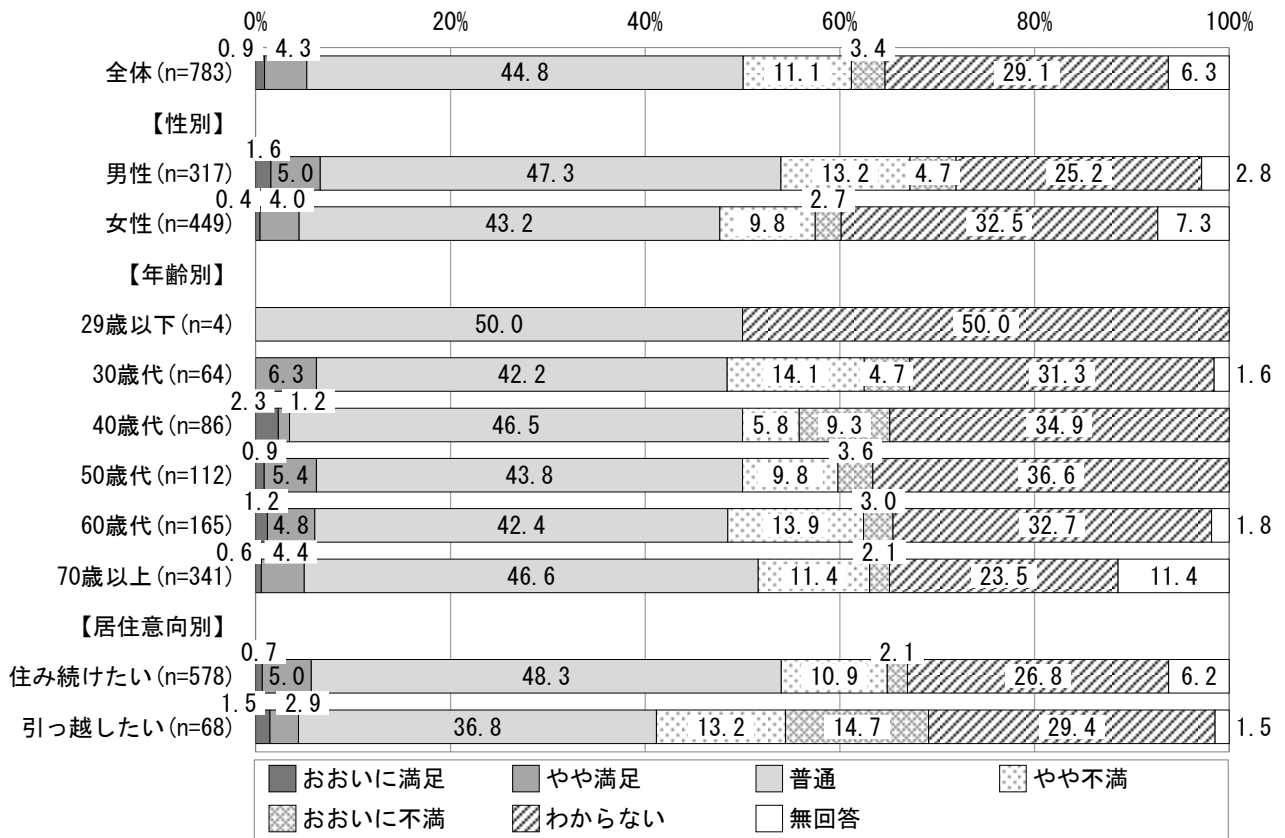 0% 20% 40% 60% 80% 100%
0.9 4.3 3.4
全体(n=783) 44.8 11.1 29.1 6.3
【性別】
1.6
男性(n=317) 5.0 47.3 13.2 4.7 25.2 2.8
0.4 4.0 2.7
女性(n=449) 43.2 9.8 32.5 7.3
【年齢別】
29歳以下(n=4) 50.0 50.0
30歳代(n=64) 6.3 42.2 14.1 4.7 31.3 1.6
2.3 1.2
40歳代(n=86) 46.5 5.8 9.3 34.9
0.9 3.6
50歳代(n=112) 5.4 43.8 9.8 36.6
1.2 3.0
60歳代(n=165) 4.8 42.4 13.9 32.7 1.8
0.6 4.4 2.1
70歳以上(n=341) 46.6 11.4 23.5 11.4
【居住意向別】
0.7 2.1
住み続けたい(n=578) 5.0 48.3 10.9 26.8 6.2
1.5 2.9
引っ越したい(n=68) 36.8 13.2 14.7 29.4 1.5
おおいに満足 やや満足 普通 やや不満
おおいに不満 わからない 無回答